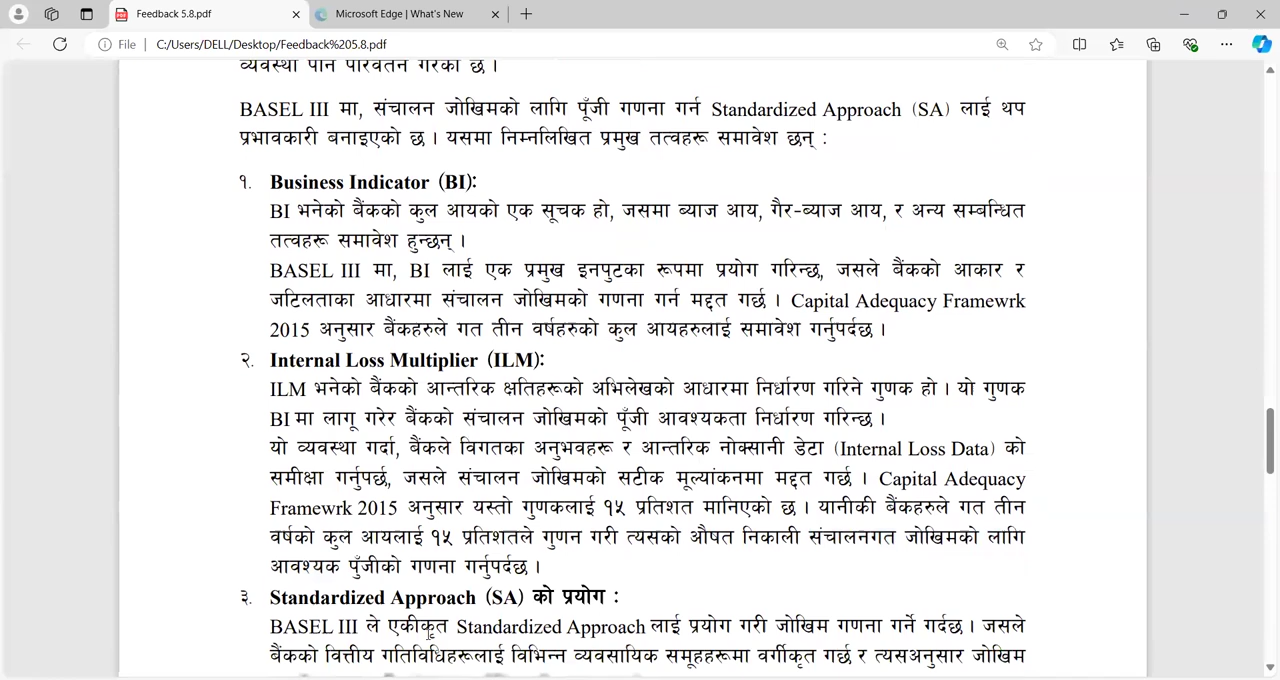 Feedback 5.8.pdf
Microsoft Edge | What's New
File
C:/Users/DELL/Desktop/Feedback%205.8.pdf
व्यवस्था पनि परिवर्तन गरेको छ ।
BASEL III मा, संचालन जोखिमको लागि पूँजी गणना गर्न Standardized Approach (SA) लाई थप
प्रभावकारी बनाइएको छ । यसमा निम्नलिखित प्रमुख तत्वहरू समावेश छन् :
१. Business Indicator (BI):
BI भनेको बैंकको कुल आयको एक सूचक हो, जसमा ब्याज आय, गैर-ब्याज आय, र अन्य सम्बन्धित
तत्वहरू समावेश हुन्छन् ।
BASEL III मा, BI लाई एक प्रमुख इनपुटका रूपमा प्रयोग गरिन्छ, जसले बैंकको आकार र
जटिलताका आधारमा संचालन जोखिमको गणना गर्न मद्दत गर्छ । Capital Adequacy Framewrk
2015 अनुसार बैंकहरुले गत तीन वर्षहरुको कुल आयहरुलाई समावेश गर्नुपर्दछ ।
२. Internal Loss Multiplier (ILM):
ILM भनेको बैंकको आन्तरिक क्षतिहरूको अभिलेखको आधारमा निर्धारण गरिने गुणक हो । यो गुणक
BI मा लागू गरेर बैंकको संचालन जोखिमको पूँजी आवश्यकता निर्धारण गरिन्छ ।
यो व्यवस्था गर्दा, बैंकले विगतका अनुभवहरू र आन्तरिक नोक्सानी डेटा (Internal Loss Data) को
समीक्षा गर्नुपर्छ, जसले संचालन जोखिमको सटीक मूल्यांकनमा मद्दत गर्छ । Capital Adequacy
Framewrk 2015 अनुसार यस्तो गुणकलाई १५ प्रतिशत मानिएको छ । यानीकी बैंकहरुले गत तीन
वर्षको कुल आयलाई १५ प्रतिशतले गुणन गरी त्यसको औषत निकाली संचालनगत जोखिमको लागि
आवश्यक पुँजीको गणना गर्नुपर्दछ ।
३. Standardized Approach (SA) को प्रयोग :
BASEL III ले एकीकृत Standardized Approach लाई प्रयोग गरी जोखिम गणना गर्ने गर्दछ । जसले
बैंकको वित्तीय गतिविधिहरूलाई विभिन्न व्यवसायिक समूहहरूमा वर्गीकृत गर्छ र त्यसअनुसार जोखिम